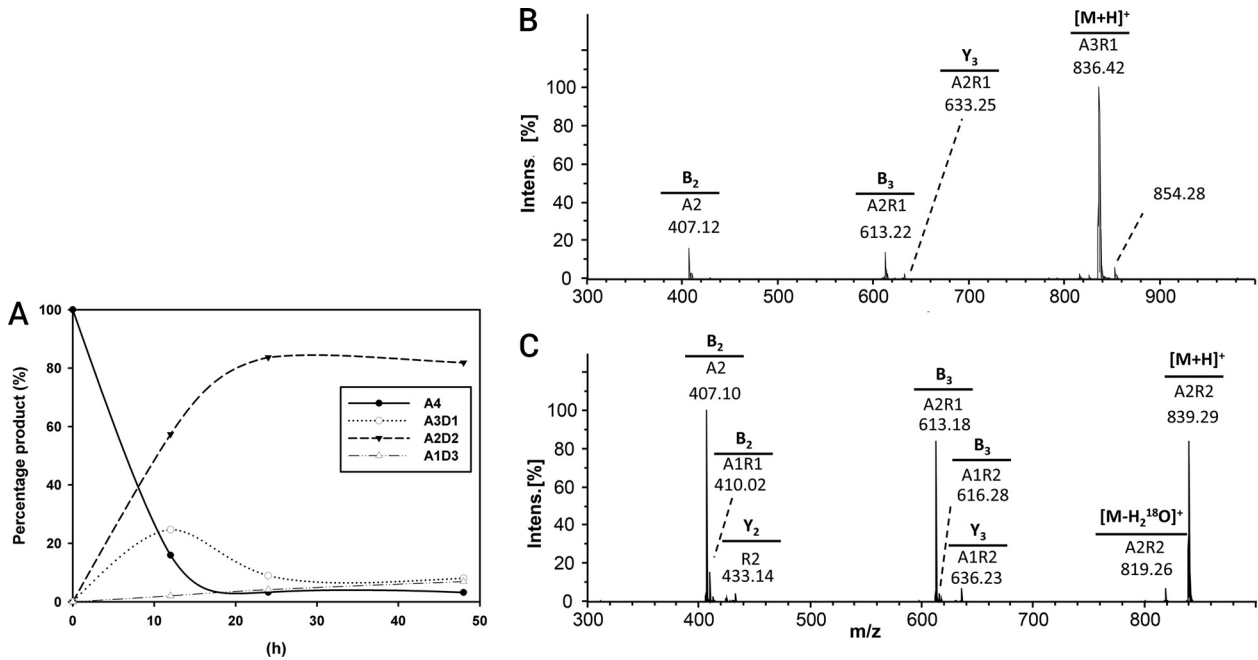 A
Percentage product (%)
100
80
60
40
20
0
0
10
20
30
40
50
(h)
A4
A3D1
A2D2
A1D3
B
Intens. [%]
100
80
60
40
20
0
300
400
500
600
700
800
900
B₂
A2
407.12
B₃
A2R1
613.22
Y₃
A2R1
633.25
[M+H]⁺
A3R1
836.42
854.28
C
Intens.[%]
100
80
60
40
20
0
300
400
500
600
700
800
m/z
B₂
A2
407.10
B₂
A1R1
410.02
Y₂
R2
433.14
B₃
A2R1
613.18
B₃
A1R2
616.28
Y₃
A1R2
636.23
[M+H]⁺
A2R2
839.29
[M-H₂¹⁸O]⁺
A2R2
819.26